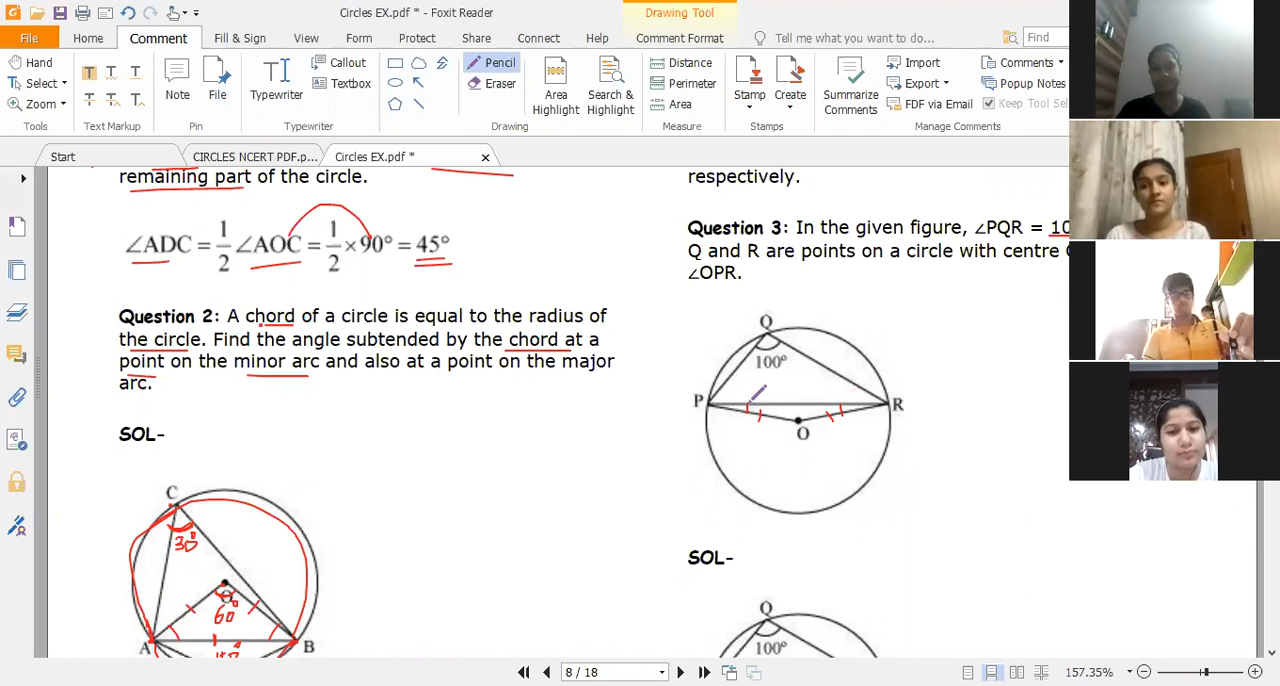 Circles EX.pdf * - Foxit Reader
Drawing Tool
File Home Comment Fill & Sign View Form Protect Share Connect Help Comment Format Tell me what you want to do... Find
Hand
Select
Zoom
Tools
T T T
T T T
Text Markup
Note
File
Pin
Typewriter
Callout
Textbox
Typewriter
Pencil
Eraser
Drawing
Area Highlight
Search & Highlight
Distance
Perimeter
Area
Measure
Stamp
Create
Stamps
Summarize Comments
Import
Export
FDF via Email
Comments
Popup Notes
Keep Tool Sel
Manage Comments
Start
CIRCLES NCERT PDF.p...
Circles EX.pdf *
remaining part of the circle.
∠ADC = 1/2 ∠AOC = 1/2 × 90° = 45°
Question 2: A chord of a circle is equal to the radius of
the circle. Find the angle subtended by the chord at a
point on the minor arc and also at a point on the major
arc.
SOL-
C
30°
O
60°
A
B
respectively.
Question 3: In the given figure, ∠PQR = 10
Q and R are points on a circle with centre
∠OPR.
Q
100°
P
R
O
SOL-
Q
100°
8 / 18
157.35%